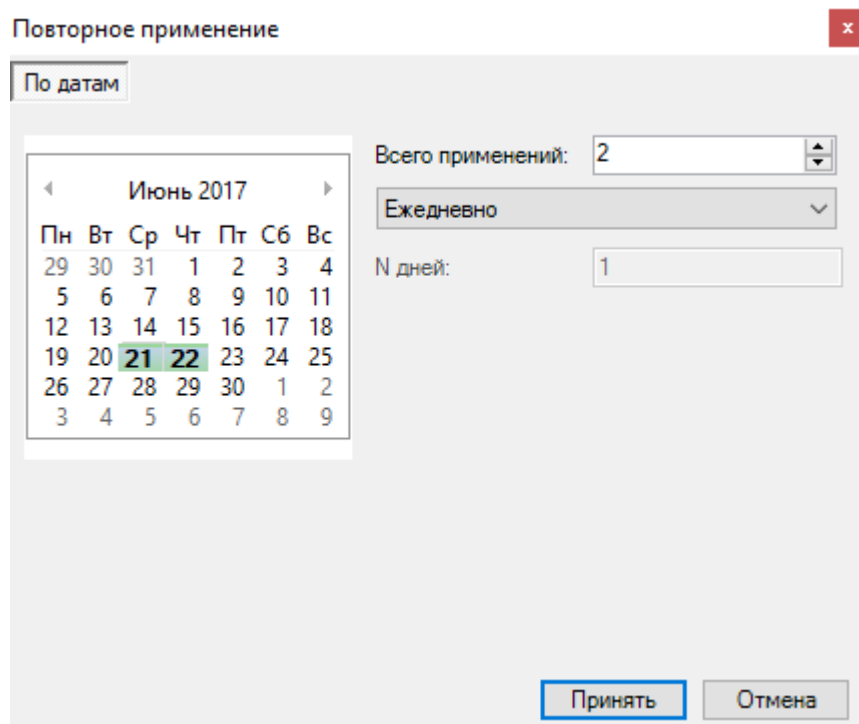 Повторное применение
x
По датам
Июнь 2017
Пн Вт Ср Чт Пт Сб Вс
29 30 31 1 2 3 4
5 6 7 8 9 10 11
12 13 14 15 16 17 18
19 20 21 22 23 24 25
26 27 28 29 30 1 2
3 4 5 6 7 8 9
Всего применений: 2
Ежедневно
N дней: 1
Принять Отмена